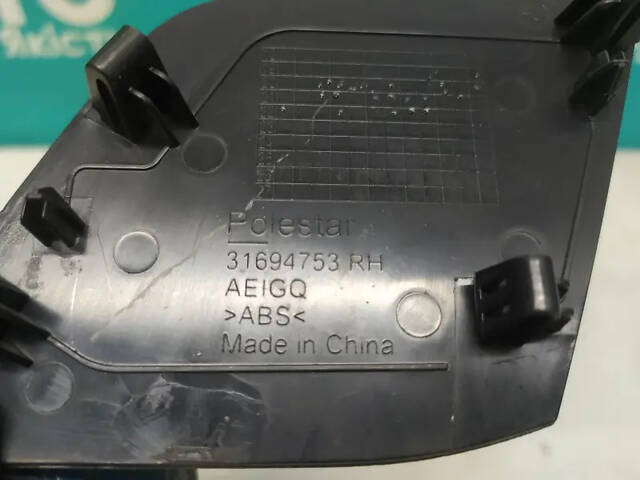 Polestar
31694753 RH
AEIGQ
>ABS<
Made in China